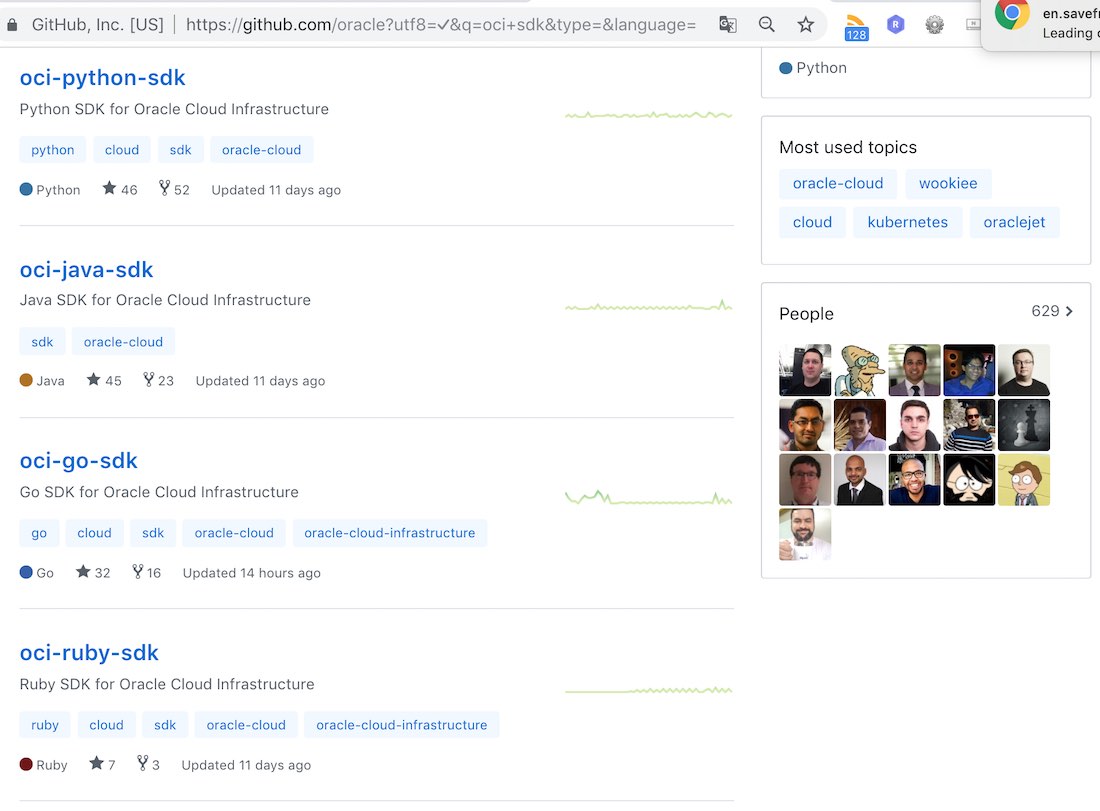 GitHub, Inc. [US] | https://github.com/oracle?utf8=✓&q=oci+sdk&type=&language=
128
R
en.savefr
Leading c
oci-python-sdk
Python SDK for Oracle Cloud Infrastructure
python cloud sdk oracle-cloud
Python 46 52 Updated 11 days ago
oci-java-sdk
Java SDK for Oracle Cloud Infrastructure
sdk oracle-cloud
Java 45 23 Updated 11 days ago
oci-go-sdk
Go SDK for Oracle Cloud Infrastructure
go cloud sdk oracle-cloud oracle-cloud-infrastructure
Go 32 16 Updated 14 hours ago
oci-ruby-sdk
Ruby SDK for Oracle Cloud Infrastructure
ruby cloud sdk oracle-cloud oracle-cloud-infrastructure
Ruby 7 3 Updated 11 days ago
Python
Most used topics
oracle-cloud wookiee
cloud kubernetes oraclejet
People 629